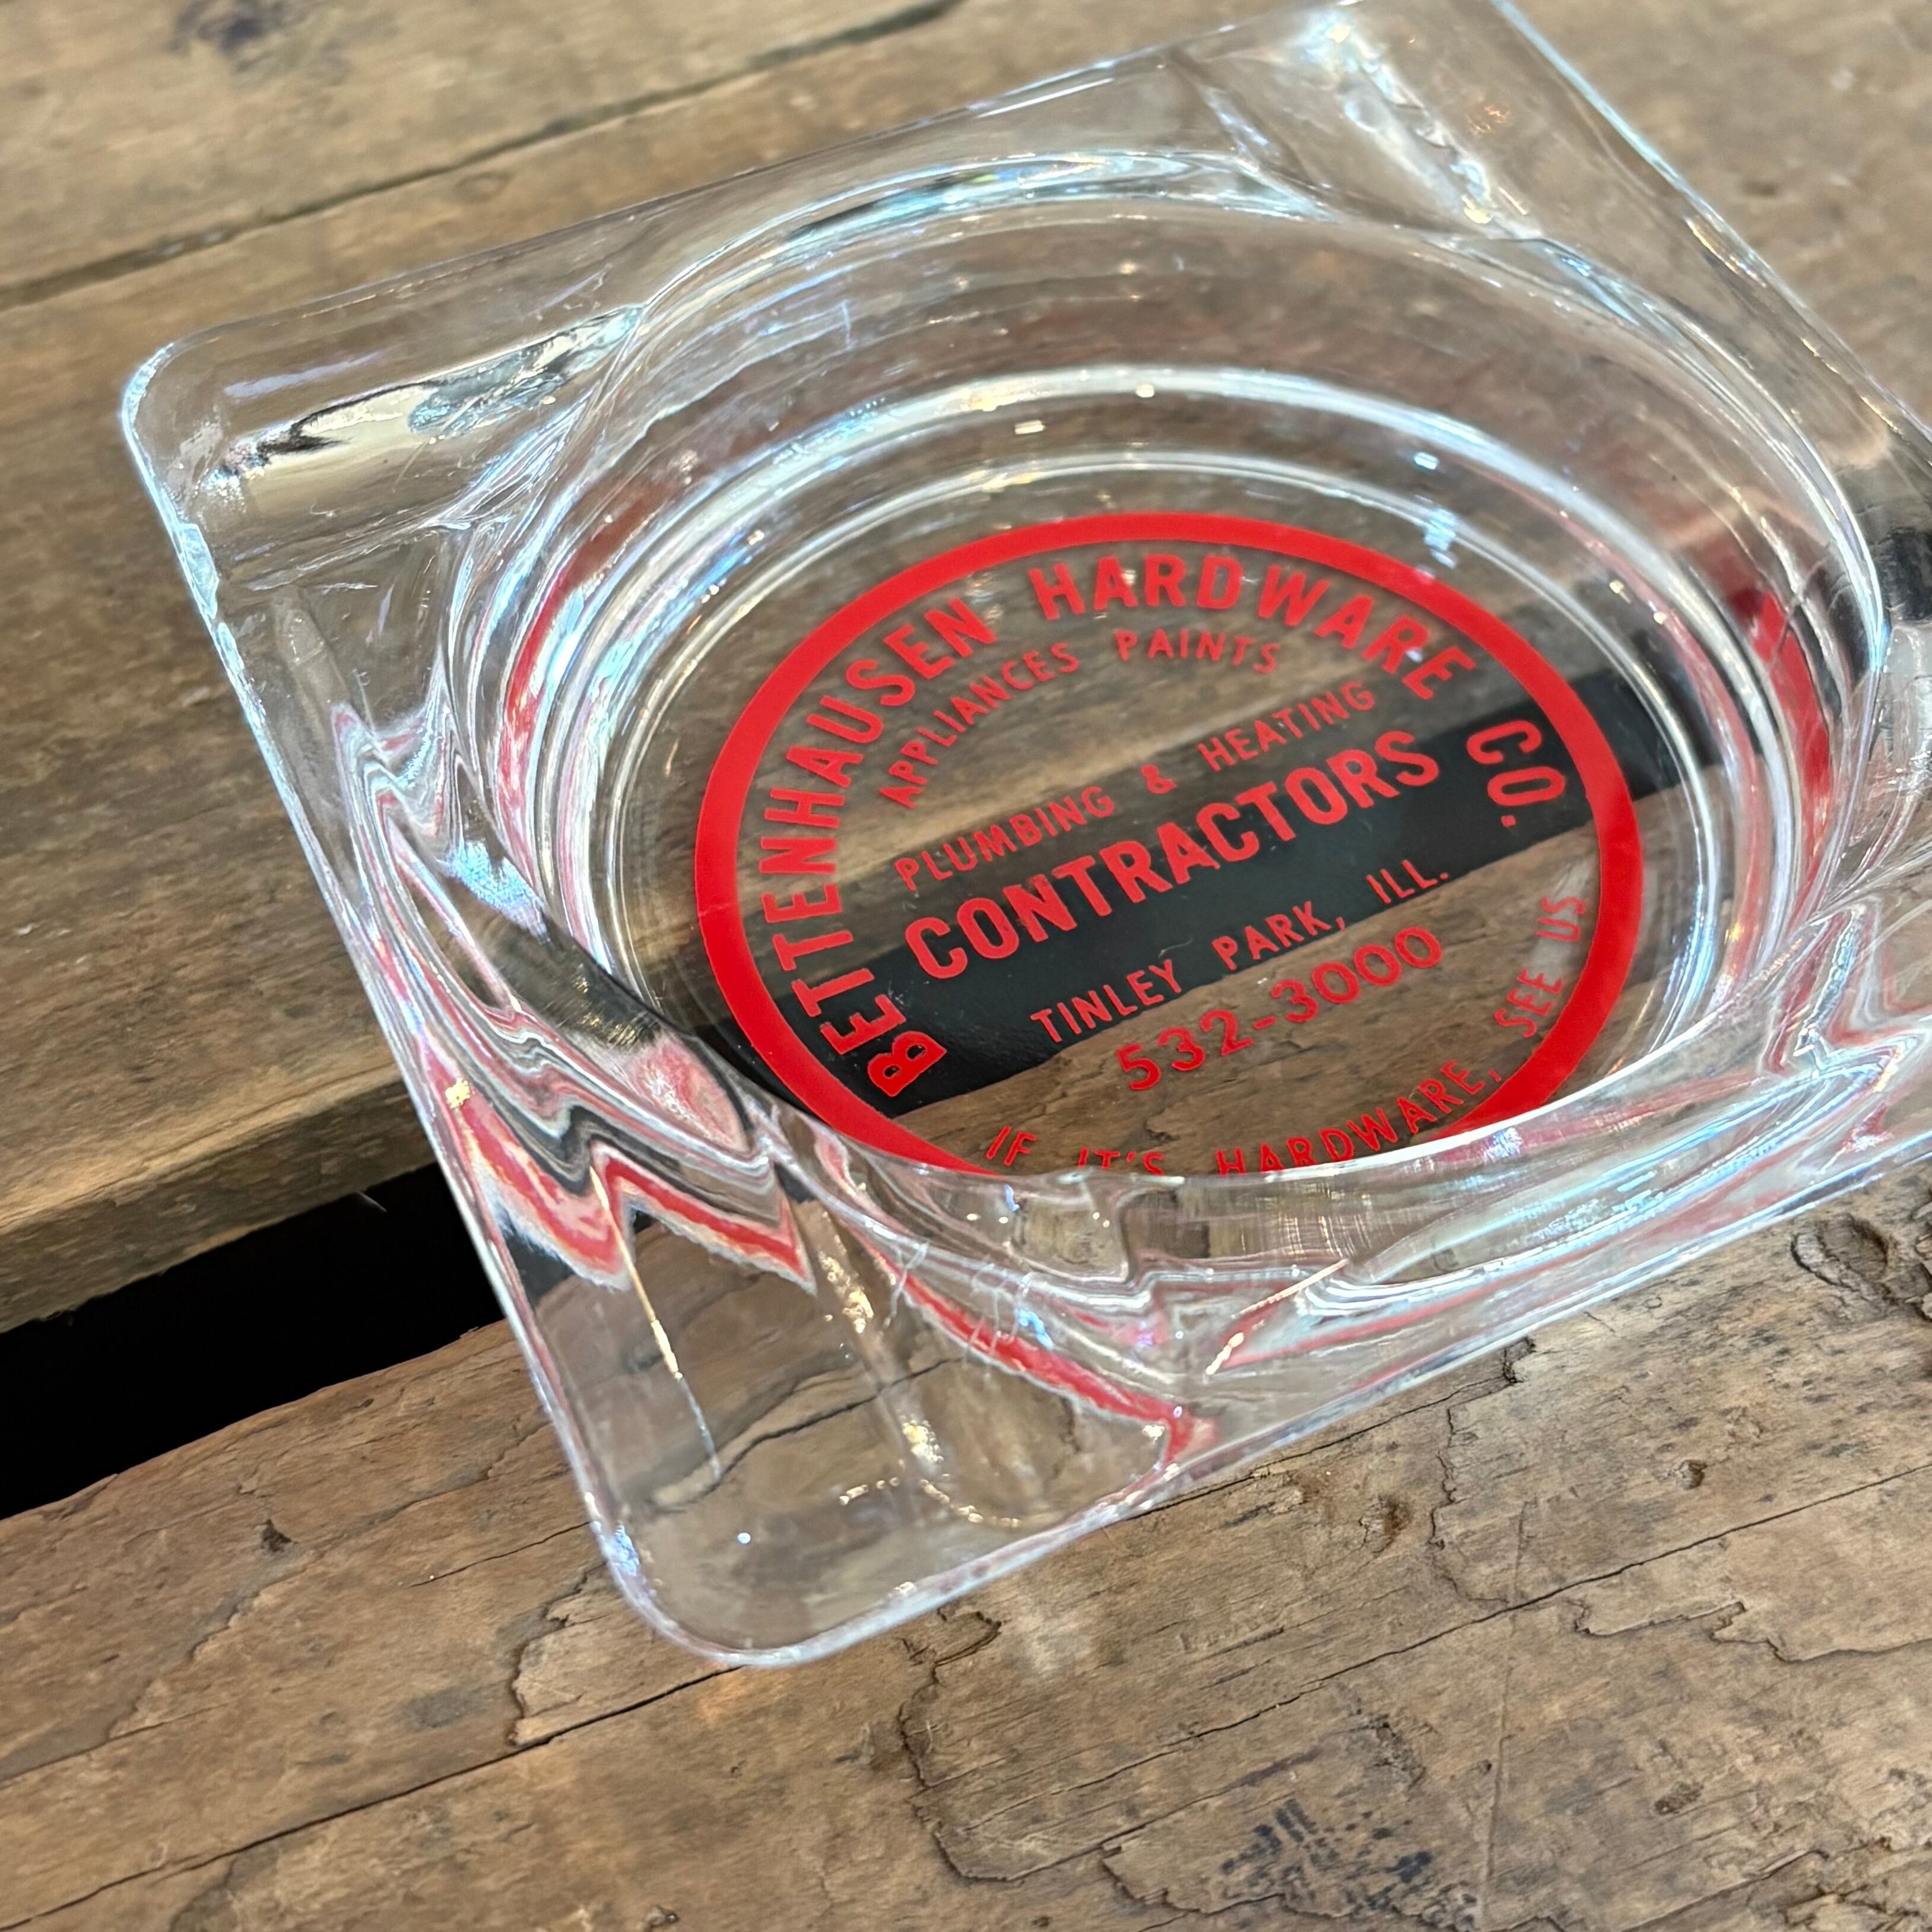 BETTENHAUSEN HARDWARE CO.
APPLIANCES PAINTS
PLUMBING & HEATING
CONTRACTORS
TINLEY PARK, ILL.
532-3000
IF IT'S HARDWARE, SEE US